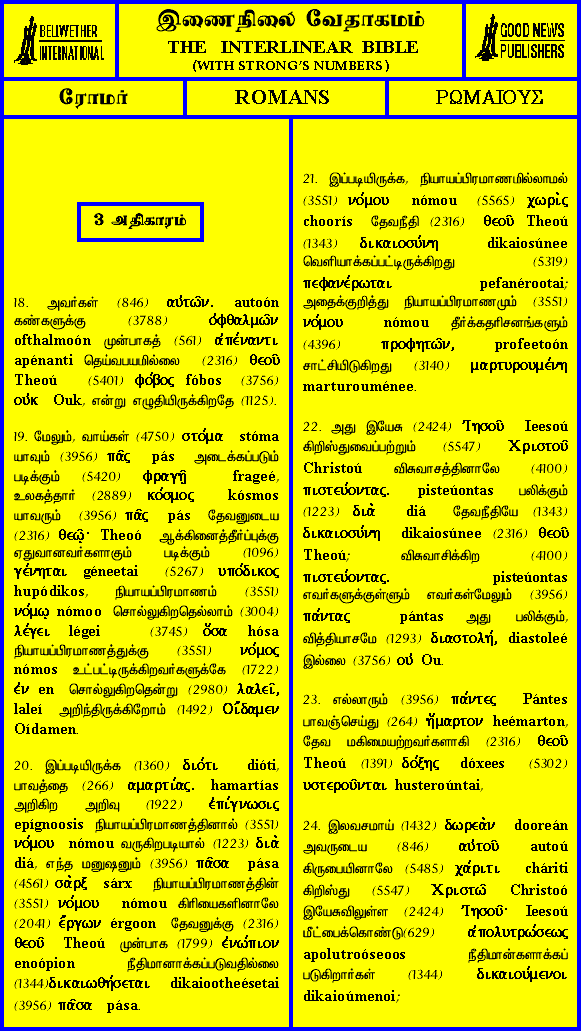 BELLWETHER
INTERNATIONAL
இணைநிலை வேதாகமம்
THE INTERLINEAR BIBLE
(WITH STRONG'S NUMBERS)
GOOD NEWS
PUBLISHERS
ரோமர்
ROMANS
ΡΩΜΑΙΟΥΣ
3 அதிகாரம்
18. அவர்கள் (846) αὐτῶν. autoón
கண்களுக்கு (3788) ὀφθαλμῶν
ofthalmoón முன்பாகத் (561) ἀπέναντι
apénanti தெய்வபயமில்லை (2316) θεοῦ
Theoú (5401) φόβος fóbos (3756)
οὐκ Ouk, என்று எழுதியிருக்கிறதே (1125).
19. மேலும், வாய்கள் (4750) στόμα stóma
யாவும் (3956) πᾶς pás அடைக்கப்படும்
படிக்கும் (5420) φραγῇ frageé,
உலகத்தார் (2889) κόσμος kósmos
யாவரும் (3956) πᾶς pás தேவனுடைய
(2316) θεῷ· Theoó ஆக்கினைத்தீர்ப்புக்கு
ஏதுவானவர்களாகும் படிக்கும் (1096)
γένηται géneetai (5267) υπόδικος
hupódikos, நியாயப்பிரமாணம் (3551)
νόμῳ nómoo சொல்லுகிறதெல்லாம் (3004)
λέγει légei (3745) ὅσα hósa
நியாயப்பிரமாணத்துக்கு (3551) νόμος
nómos உட்பட்டிருக்கிறவர்களுக்கே (1722)
ἐν en சொல்லுகிறதென்று (2980) λαλεῖ,
laleí அறிந்திருக்கிறோம் (1492) Οἴδαμεν
Oídamen.
20. இப்படியிருக்க (1360) διότι dióti,
பாவத்தை (266) αμαρτίας. hamartías
அறிகிற அறிவு (1922) ἐπίγνωσις
epígnoosis நியாயப்பிரமாணத்தினால் (3551)
νόμου nómou வருகிறபடியால் (1223) διὰ
diá, எந்த மனுஷனும் (3956) πᾶσα pása
(4561) σὰρξ sárx நியாயப்பிரமாணத்தின்
(3551) νόμου nómou கிரியைகளினாலே
(2041) ἔργων érgoon தேவனுக்கு (2316)
θεοῦ Theoú முன்பாக (1799) ἐνώπιον
enoópion நீதிமானாக்கப்படுவதில்லை
(1344)δικαιωθήσεται dikaiootheésetai
(3956) πᾶσα pása.
21. இப்படியிருக்க, நியாயப்பிரமாணமில்லாமல்
(3551) νόμου nómou (5565) χωρὶς
choorís தேவநீதி (2316) θεοῦ Theoú
(1343) δικαιοσύνη dikaiosúnee
வெளியாக்கப்பட்டிருக்கிறது (5319)
πεφανέρωται pefanérootai;
அதைக்குறித்து நியாயப்பிரமாணமும் (3551)
νόμου nómou தீர்க்கதரிசனங்களும்
(4396) προφητῶν, profeetoón
சாட்சியிடுகிறது (3140) μαρτυρουμένη
marturouménee.
22. அது இயேசு (2424) Ἰησοῦ Ieesoú
கிறிஸ்துவைப்பற்றும் (5547) Χριστοῦ
Christoú விசுவாசத்தினாலே (4100)
πιστεύοντας. pisteúontas பலிக்கும்
(1223) διὰ diá தேவநீதியே (1343)
δικαιοσύνη dikaiosúnee (2316) θεοῦ
Theoú; விசுவாசிக்கிற (4100)
πιστεύοντας. pisteúontas
எவர்களுக்குள்ளும் எவர்கள்மேலும் (3956)
πάντας pántas அது பலிக்கும்,
வித்தியாசமே (1293) διαστολή, diastoleé
இல்லை (3756) οὐ Ou.
23. எல்லாரும் (3956) πάντες Pántes
பாவஞ்செய்து (264) ἥμαρτον heémarton,
தேவ மகிமையற்றவர்களாகி (2316) θεοῦ
Theoú (1391) δόξης dóxees (5302)
υστεροῦνται husteroúntai,
24. இலவசமாய் (1432) δωρεὰν dooreán
அவருடைய (846) αὐτοῦ autoú
கிருபையினாலே (5485) χάριτι cháriti
கிறிஸ்து (5547) Χριστῶ Christoó
இயேசுவிலுள்ள (2424) Ἰησοῦ· Ieesoú
மீட்பைக்கொண்டு(629) ἀπολυτρώσεως
apolutroóseoos நீதிமான்களாக்கப்
படுகிறார்கள் (1344) δικαιούμενοι
dikaioúmenoi;